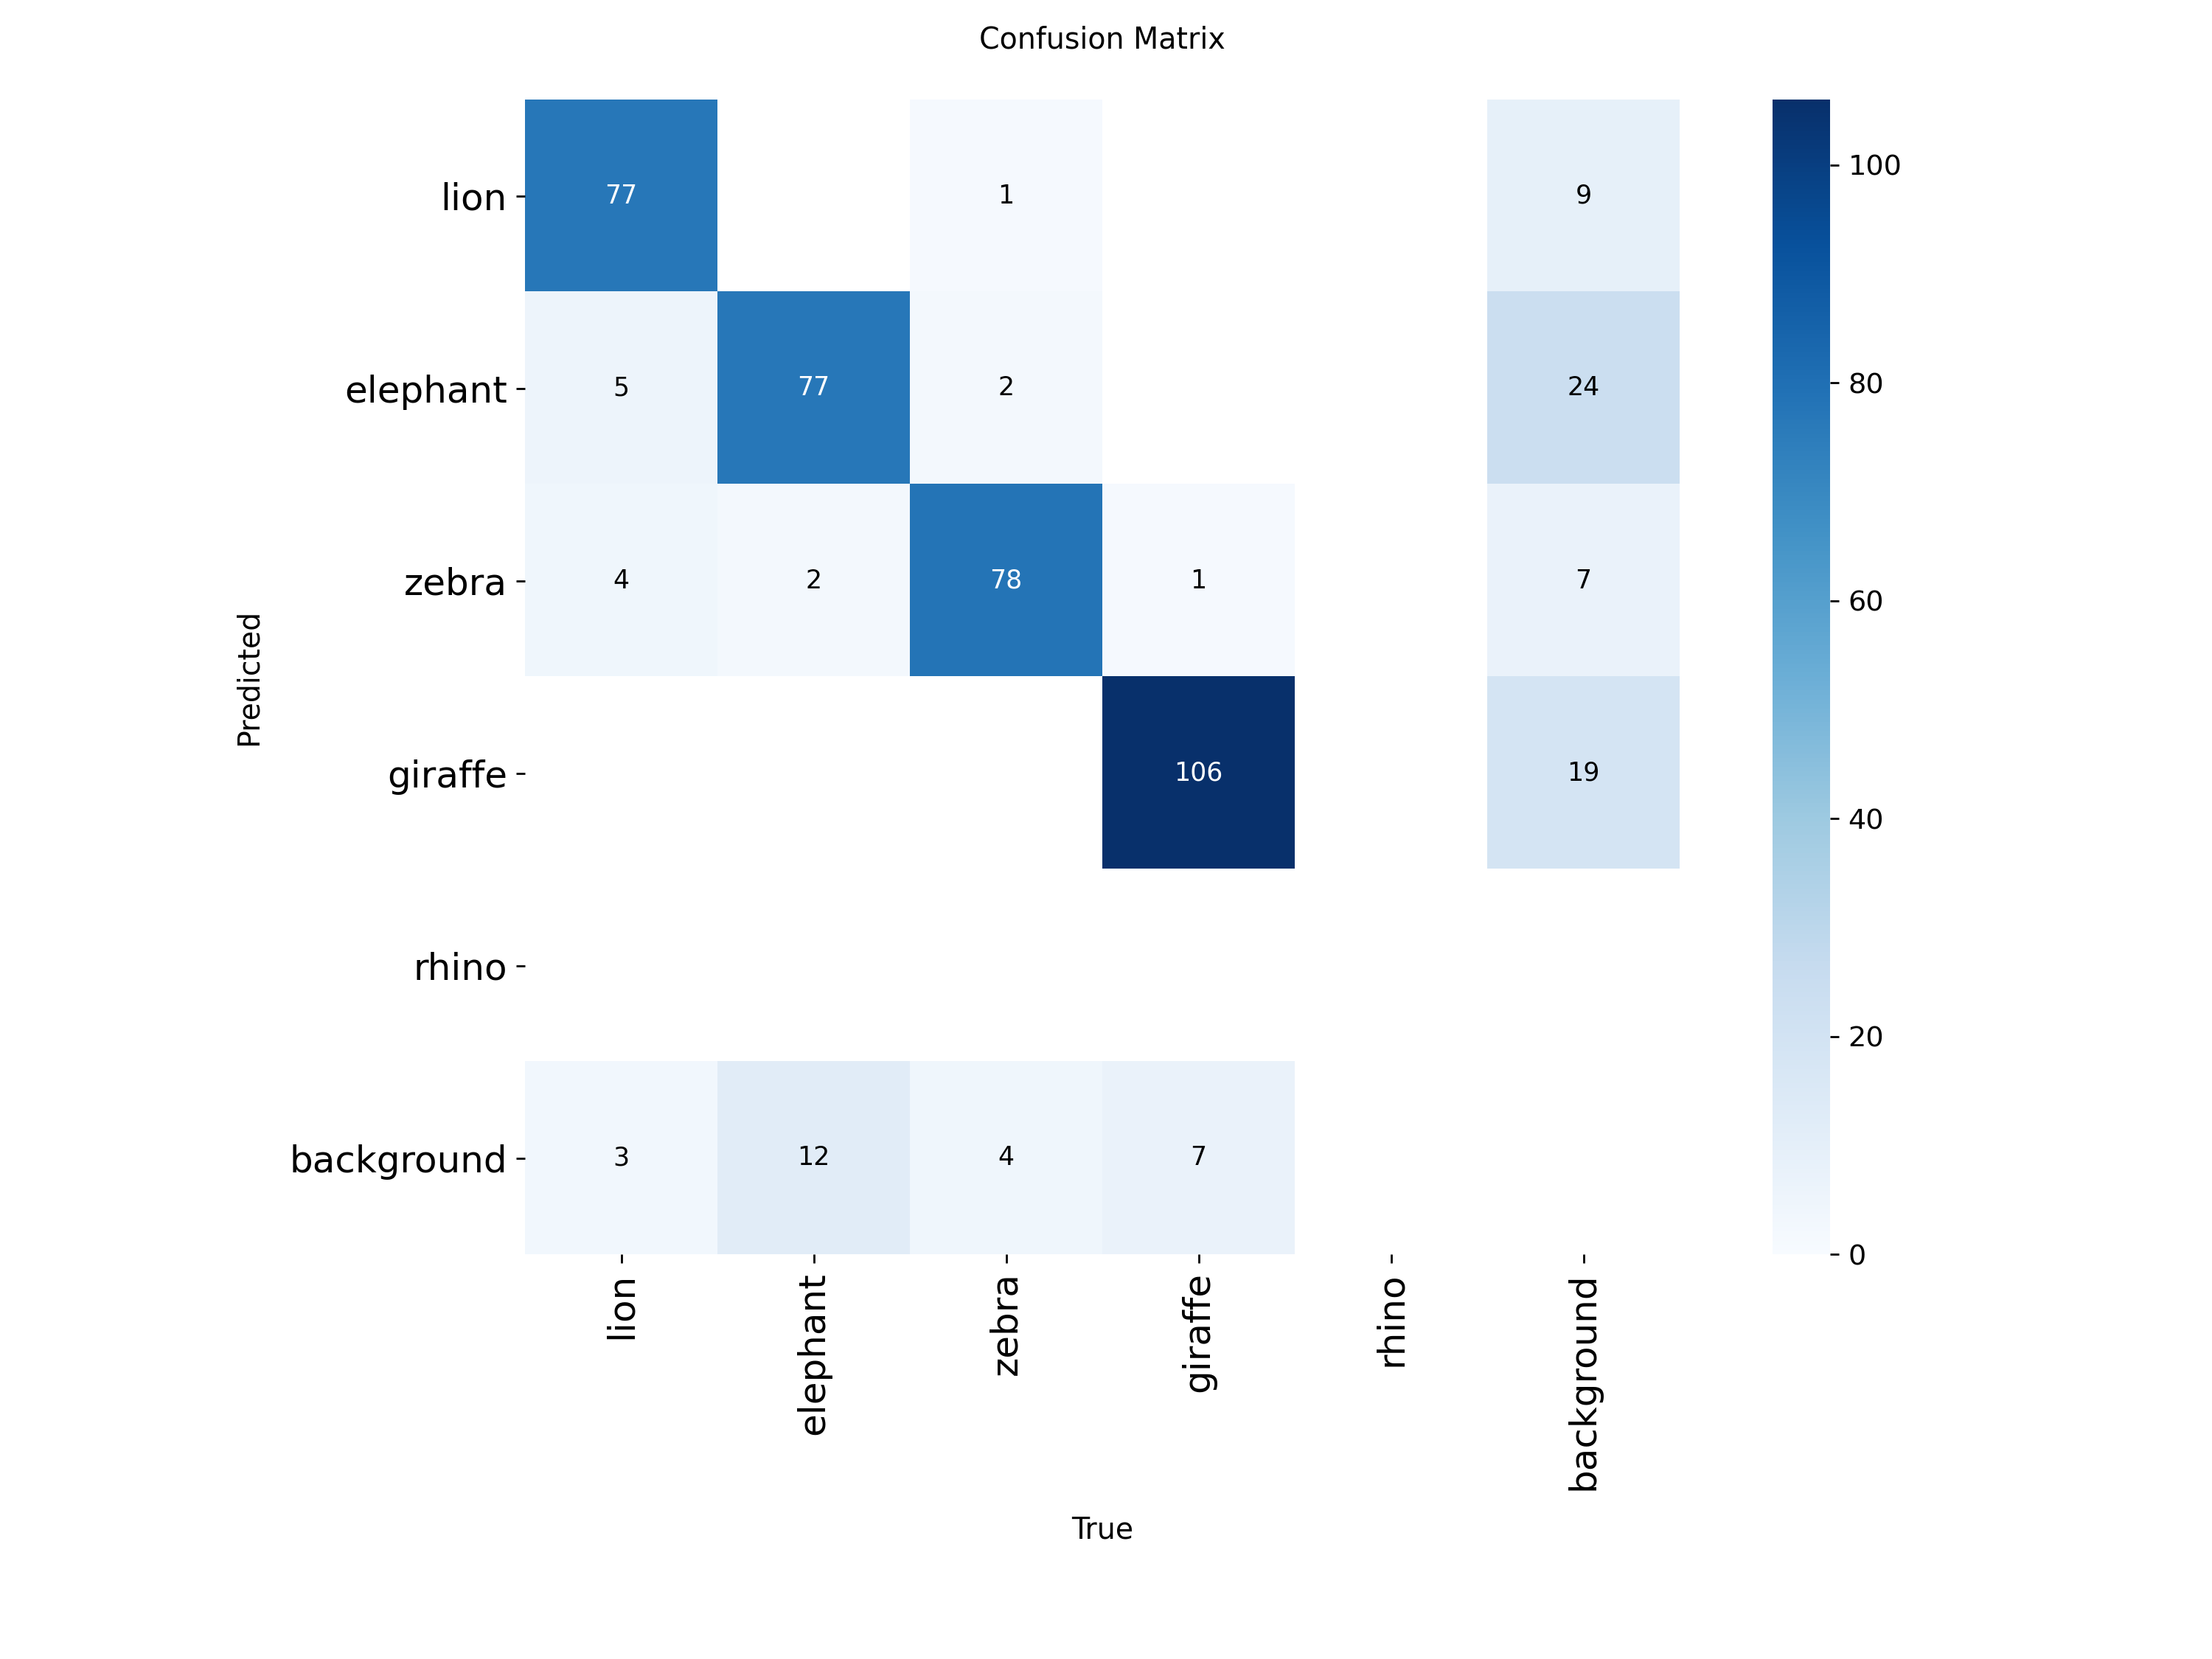 Confusion Matrix
lion 77 1 9
elephant 5 77 2 24
zebra 4 2 78 1 7
giraffe 106 19
rhino
background 3 12 4 7
lion elephant zebra giraffe rhino background
Predicted
True
100
80
60
40
20
0